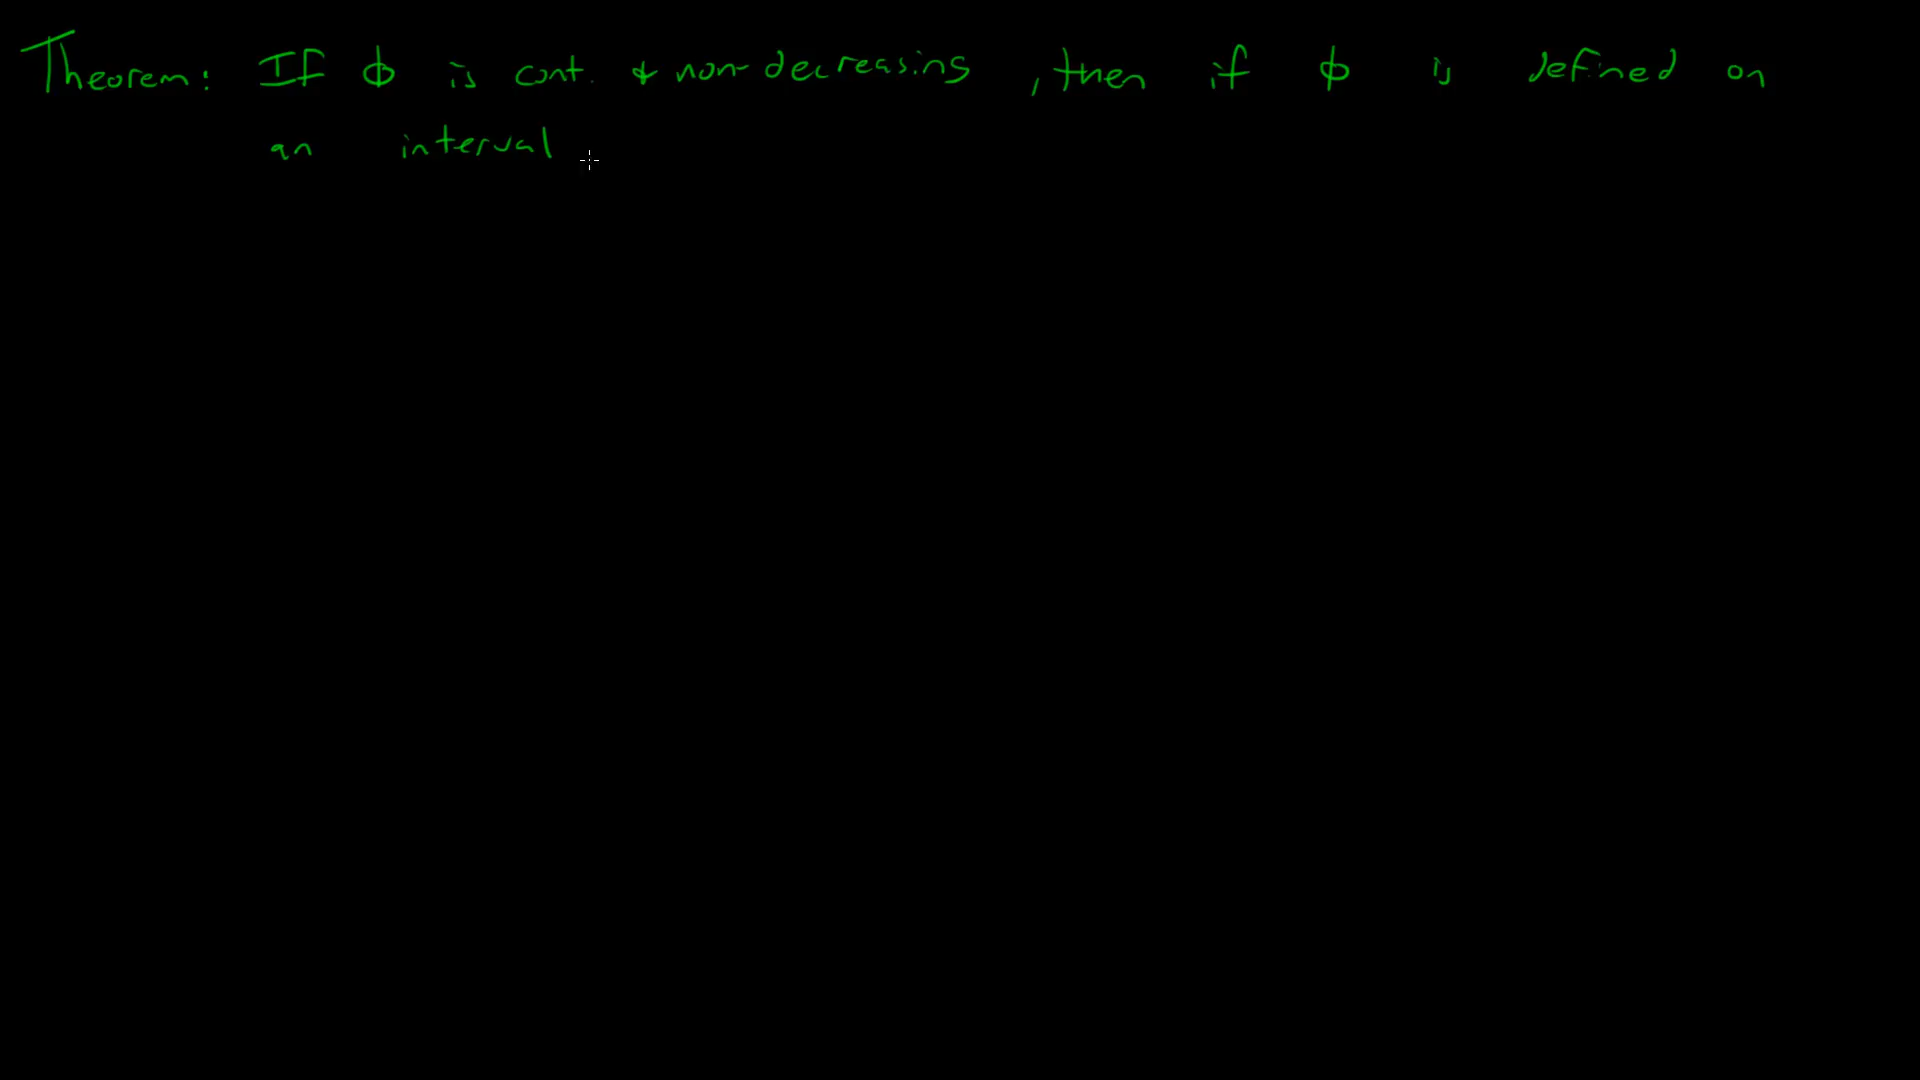 Theorem: If ϕ is cont. & non-decreasing, then if ϕ is defined on
an interval